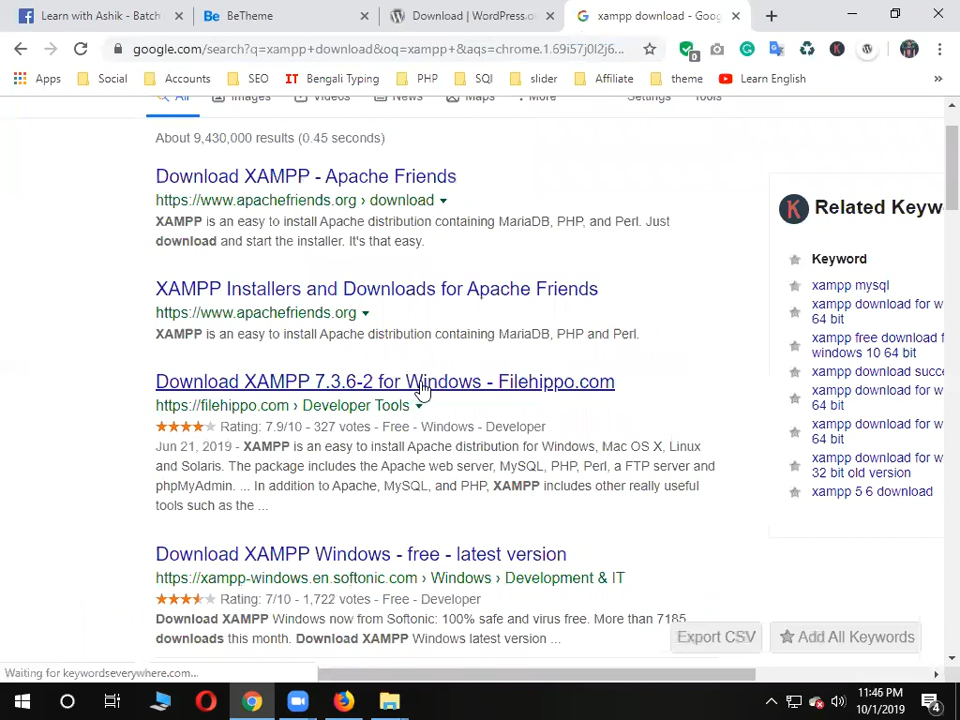 Learn with Ashik - Batch
BeTheme
Download | WordPress.o
xampp download - Goog
google.com/search?q=xampp+download&oq=xampp+&aqs=chrome.1.69i57j0l2j6...
Apps
Social
Accounts
SEO
IT Bengali Typing
PHP
SQl
slider
Affiliate
theme
Learn English
»
All
Images
Videos
News
Maps
More
Settings
Tools
About 9,430,000 results (0.45 seconds)
Download XAMPP - Apache Friends
https://www.apachefriends.org › download
XAMPP is an easy to install Apache distribution containing MariaDB, PHP, and Perl. Just
download and start the installer. It's that easy.
XAMPP Installers and Downloads for Apache Friends
https://www.apachefriends.org
XAMPP is an easy to install Apache distribution containing MariaDB, PHP and Perl.
Download XAMPP 7.3.6-2 for Windows - Filehippo.com
https://filehippo.com › Developer Tools
Rating: 7.9/10 - 327 votes - Free - Windows - Developer
Jun 21, 2019 - XAMPP is an easy to install Apache distribution for Windows, Mac OS X, Linux
and Solaris. The package includes the Apache web server, MySQL, PHP, Perl, a FTP server and
phpMyAdmin. ... In addition to Apache, MySQL, and PHP, XAMPP includes other really useful
tools such as the ...
Download XAMPP Windows - free - latest version
https://xampp-windows.en.softonic.com › Windows › Development & IT
Rating: 7/10 - 1,722 votes - Free - Developer
Download XAMPP Windows now from Softonic: 100% safe and virus free. More than 7185
downloads this month. Download XAMPP Windows latest version ...
K Related Keyw
Keyword
xampp mysql
xampp download for w
64 bit
xampp free download f
windows 10 64 bit
xampp download succe
xampp download for w
64 bit
xampp download for w
64 bit
xampp download for w
32 bit old version
xampp 5 6 download
Export CSV
Add All Keywords
Waiting for keywordseverywhere.com...
11:46 PM
10/1/2019
4